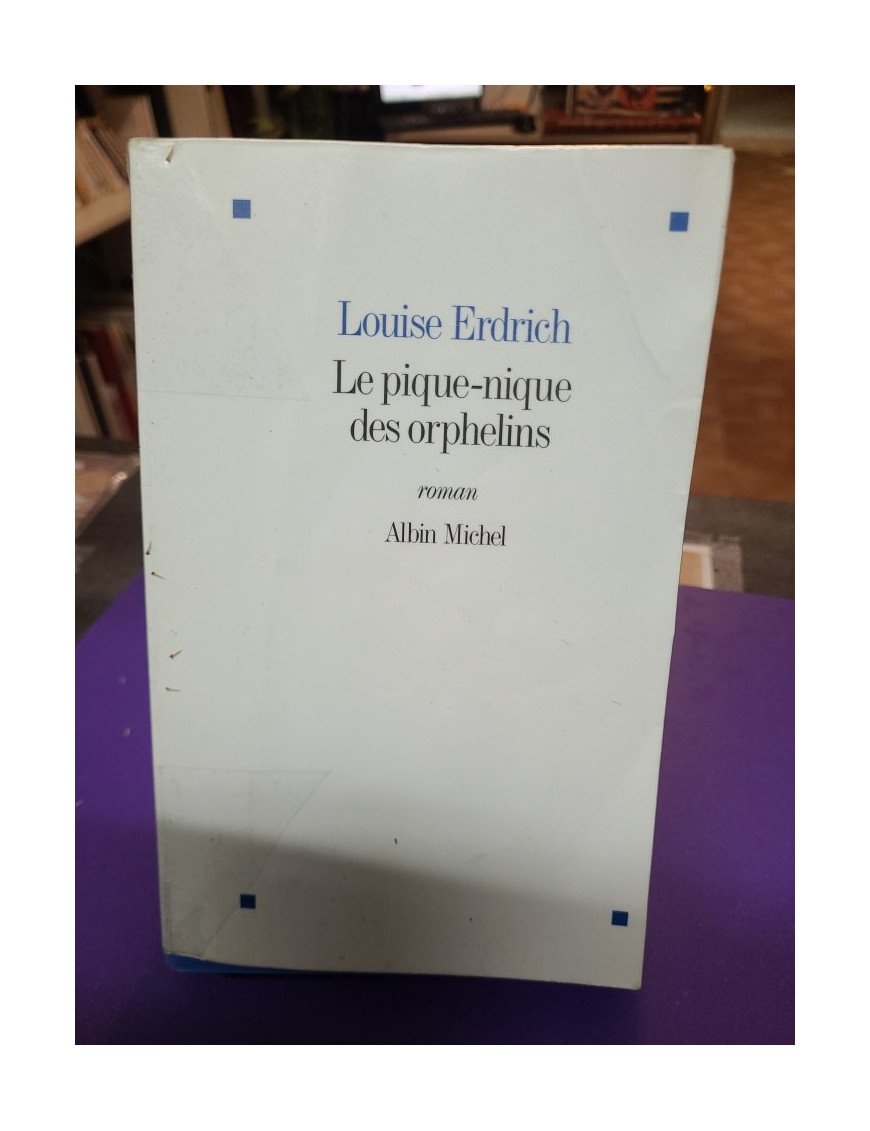 Louise Erdrich
Le pique-nique
des orphelins
roman
Albin Michel